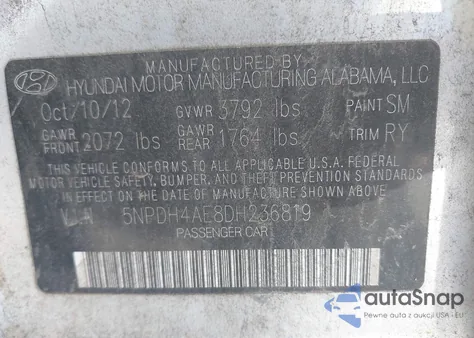 MANUFACTURED BY
HYUNDAI MOTOR MANUFACTURING ALABAMA, LLC
Oct/10/12 GVWR 3792 lbs PAINT SM
GAWR FRONT 2072 lbs GAWR REAR 1764 lbs TRIM RY
THIS VEHICLE CONFORMS TO ALL APPLICABLE U.S.A. FEDERAL
MOTOR VEHICLE SAFETY, BUMPER, AND THEFT PREVENTION STANDARDS
IN EFFECT ON THE DATE OF MANUFACTURE SHOWN ABOVE.
V.I.N 5NPDH4AE8DH236819
PASSENGER CAR
autoSnap
Pewne auta z aukcji USA - EU